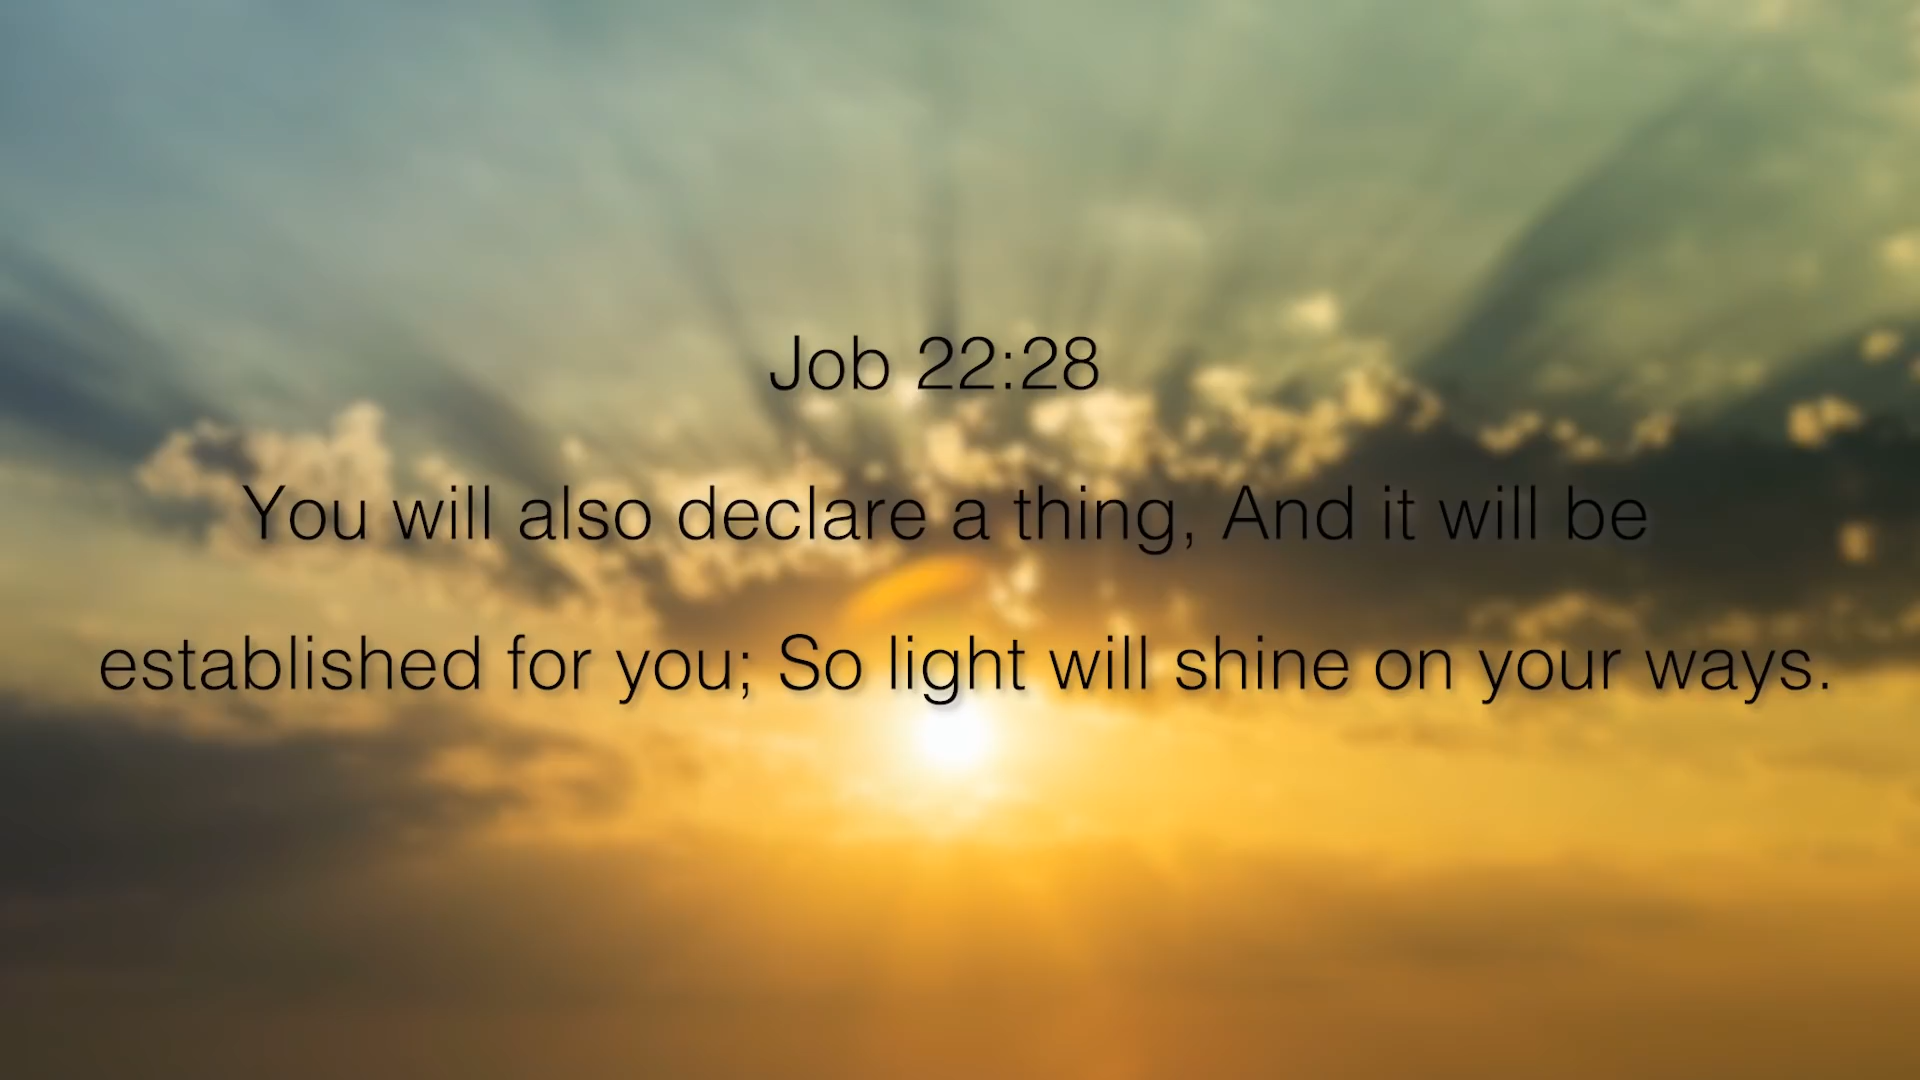 Job 22:28
You will also declare a thing, And it will be
established for you; So light will shine on your ways.